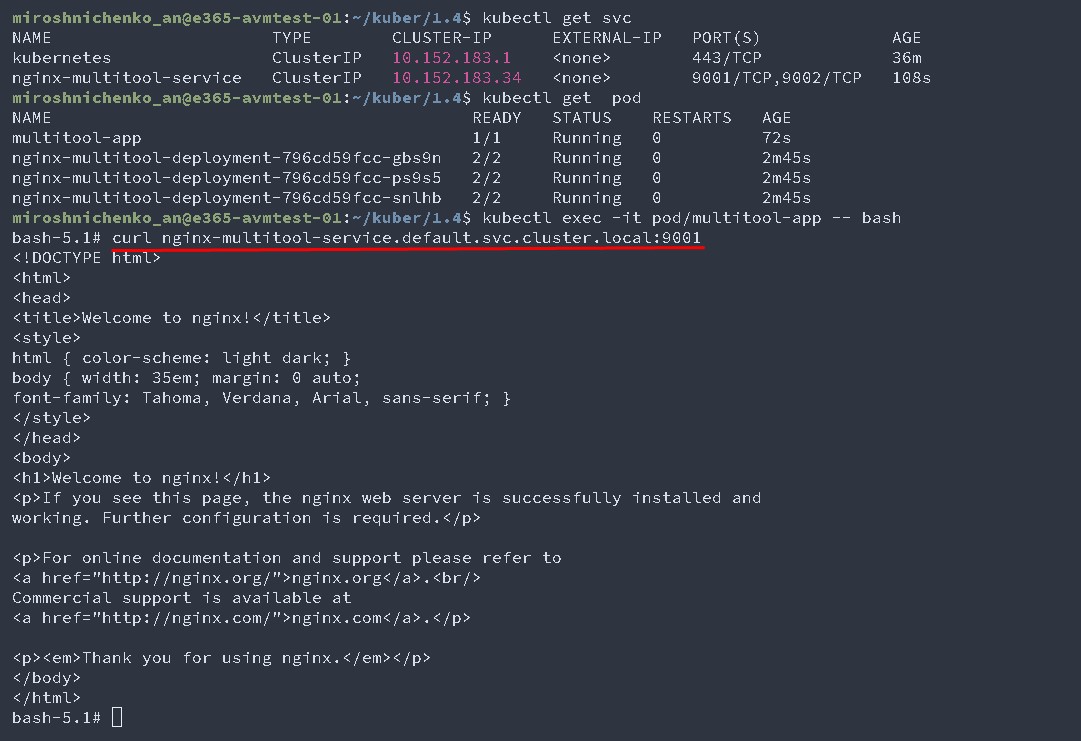 miroshnichenko_an@e365-avmtest-01:~/kuber/1.4$ kubectl get svc
NAME                      TYPE        CLUSTER-IP      EXTERNAL-IP   PORT(S)             AGE
kubernetes                ClusterIP   10.152.183.1    <none>        443/TCP             36m
nginx-multitool-service   ClusterIP   10.152.183.34   <none>        9001/TCP,9002/TCP   108s
miroshnichenko_an@e365-avmtest-01:~/kuber/1.4$ kubectl get  pod
NAME                                          READY   STATUS    RESTARTS   AGE
multitool-app                                 1/1     Running   0          72s
nginx-multitool-deployment-796cd59fcc-gbs9n   2/2     Running   0          2m45s
nginx-multitool-deployment-796cd59fcc-ps9s5   2/2     Running   0          2m45s
nginx-multitool-deployment-796cd59fcc-snlhb   2/2     Running   0          2m45s
miroshnichenko_an@e365-avmtest-01:~/kuber/1.4$ kubectl exec -it pod/multitool-app -- bash
bash-5.1# curl nginx-multitool-service.default.svc.cluster.local:9001
<!DOCTYPE html>
<html>
<head>
<title>Welcome to nginx!</title>
<style>
html { color-scheme: light dark; }
body { width: 35em; margin: 0 auto;
font-family: Tahoma, Verdana, Arial, sans-serif; }
</style>
</head>
<body>
<h1>Welcome to nginx!</h1>
<p>If you see this page, the nginx web server is successfully installed and
working. Further configuration is required.</p>

<p>For online documentation and support please refer to
<a href="http://nginx.org/">nginx.org</a>.<br/>
Commercial support is available at
<a href="http://nginx.com/">nginx.com</a>.</p>

<p><em>Thank you for using nginx.</em></p>
</body>
</html>
bash-5.1#